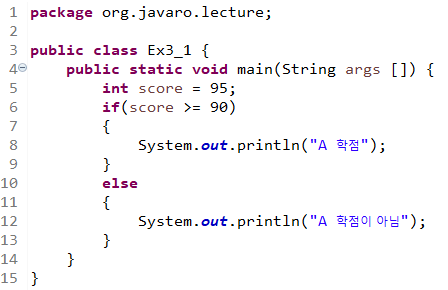 1 package org.javaro.lecture;
2
3 public class Ex3_1 {
4     public static void main(String args []) {
5         int score = 95;
6         if(score >= 90)
7         {
8             System.out.println("A 학점");
9         }
10         else
11         {
12             System.out.println("A 학점이 아님");
13         }
14     }
15 }